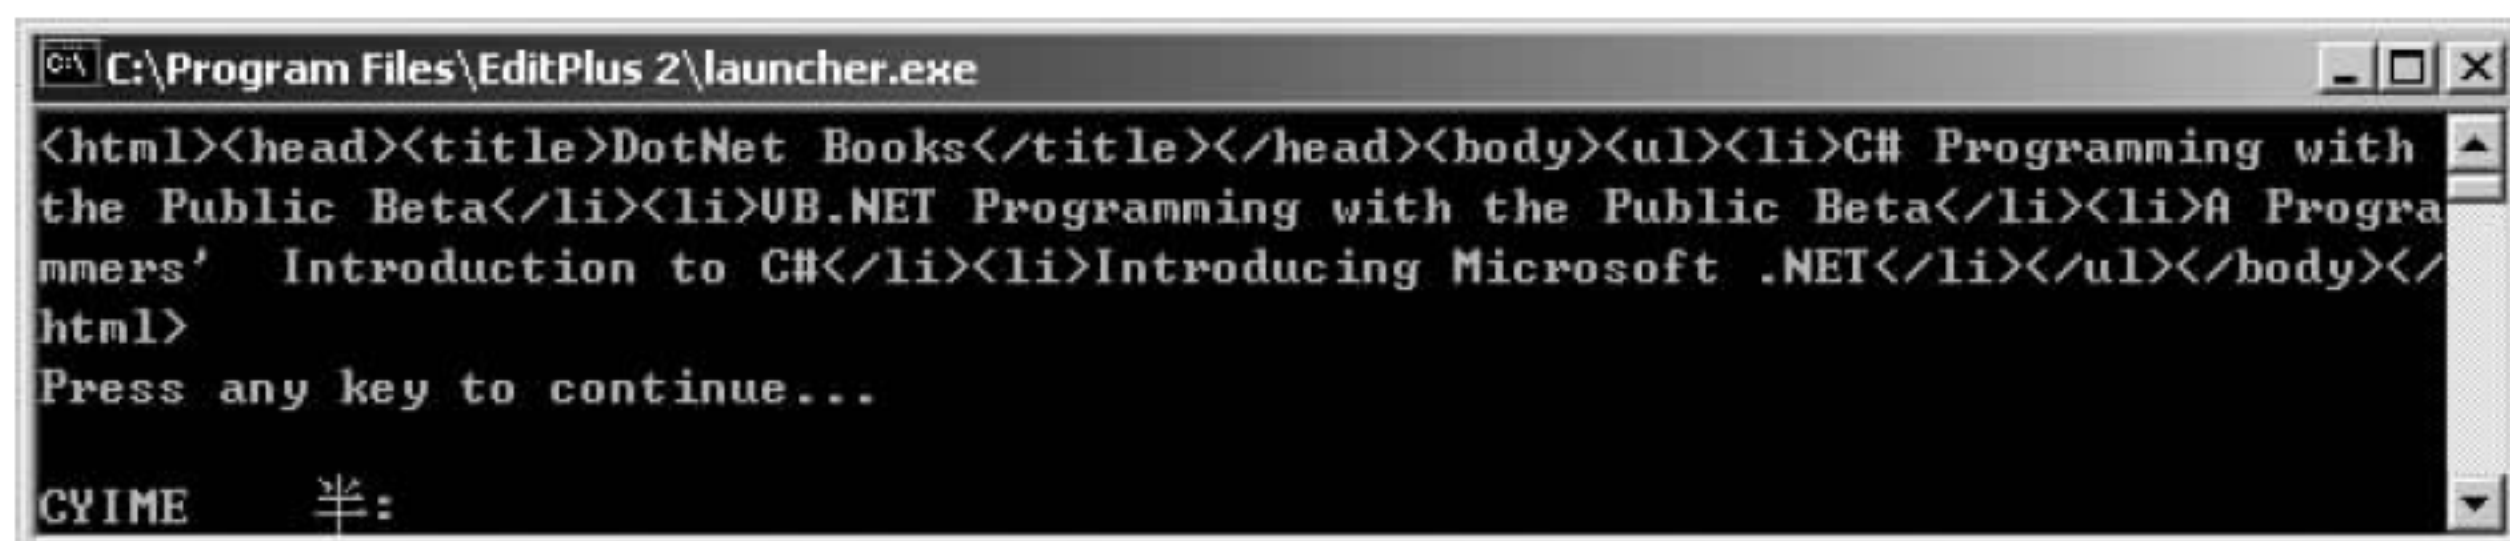 C:\Program Files\EditPlus 2\launcher.exe
<html><head><title>DotNet Books</title></head><body><ul><li>C# Programming with
the Public Beta</li><li>VB.NET Programming with the Public Beta</li><li>A Progra
mmers'  Introduction to C#</li><li>Introducing Microsoft .NET</li></ul></body></
html>
Press any key to continue...
CYIME    半: